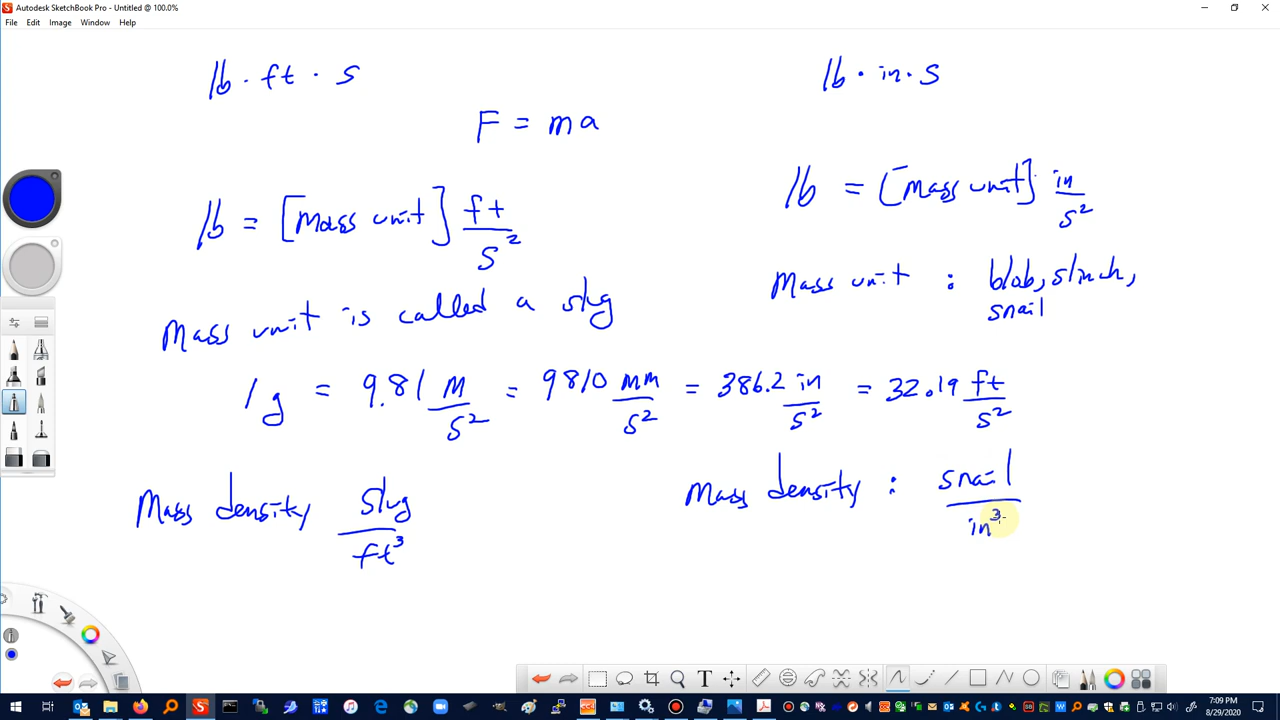 Autodesk SketchBook Pro - Untitled @ 100.0%
File Edit Image Window Help
lb · ft · s
lb · in · s
F = ma
lb = [Mass unit] ft/s²
lb = [Mass unit] in/s²
Mass unit is called a slug
Mass unit : blob, slinch,
snail
1g = 9.81 M/s² = 9810 mm/s² = 386.2 in/s² = 32.19 ft/s²
Mass density slug/ft³
Mass density : snail/in³
7:09 PM
8/29/2020